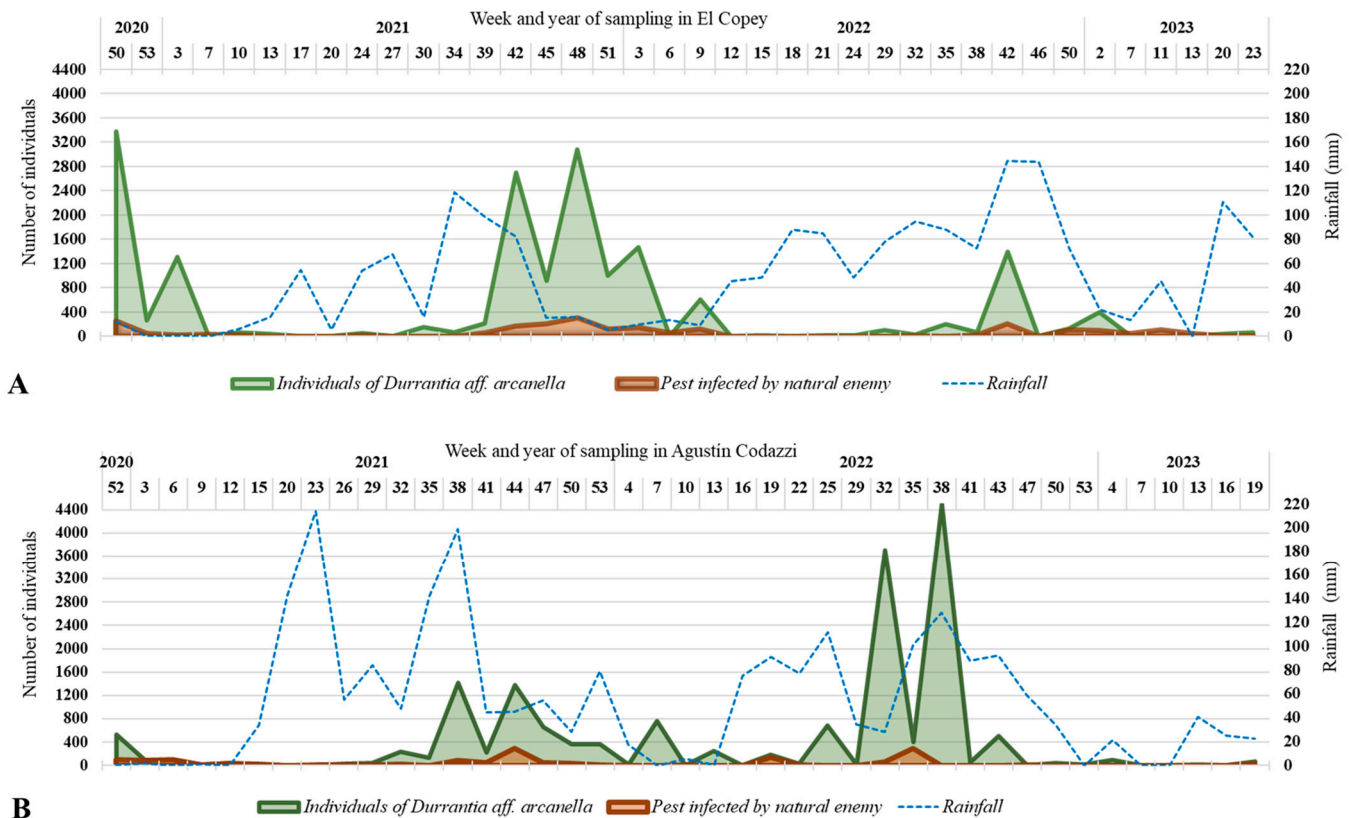 Week and year of sampling in El Copey
2020 2021 2022 2023
50 53 3 7 10 13 17 20 24 27 30 34 39 42 45 48 51 3 6 9 12 15 18 21 24 29 32 35 38 42 46 50 2 7 11 13 20 23
4400 220
4000 200
3600 180
3200 160
2800 140
2400 120
2000 100
1600 80
1200 60
800 40
400 20
0 0
Number of individuals
Rainfall (mm)
A
Individuals of Durrantia aff. arcanella Pest infected by natural enemy Rainfall
Week and year of sampling in Agustín Codazzi
2020 2021 2022 2023
52 3 6 9 12 15 20 23 26 29 32 35 38 41 44 47 50 53 4 7 10 13 16 19 22 25 29 32 35 38 41 43 47 50 53 4 7 10 13 16 19
4400 220
4000 200
3600 180
3200 160
2800 140
2400 120
2000 100
1600 80
1200 60
800 40
400 20
0 0
Number of individuals
Rainfall (mm)
B
Individuals of Durrantia aff. arcanella Pest infected by natural enemy Rainfall